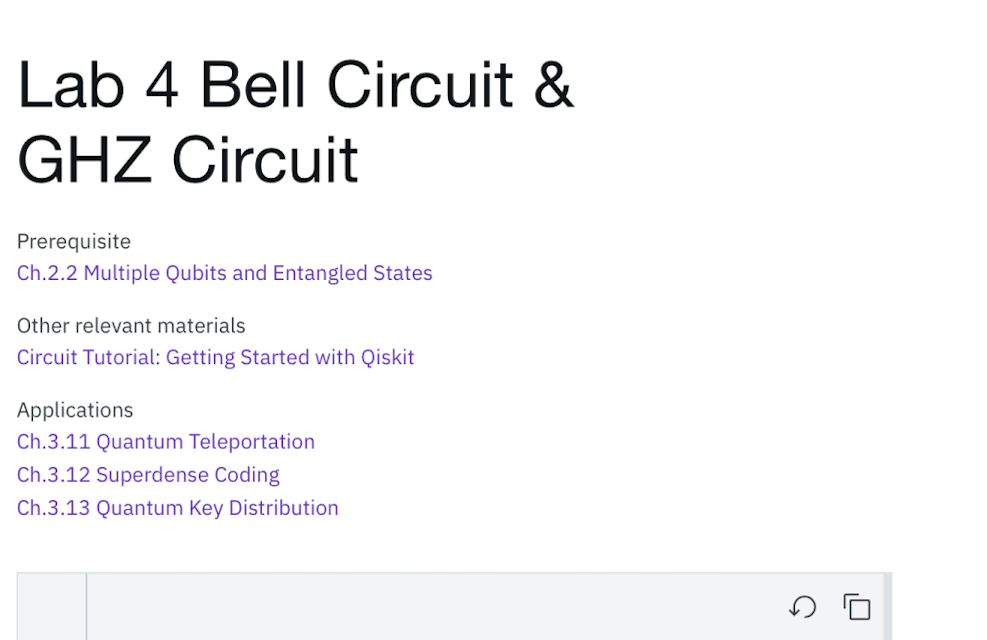 Lab 4 Bell Circuit &
GHZ Circuit
Prerequisite
Ch.2.2 Multiple Qubits and Entangled States
Other relevant materials
Circuit Tutorial: Getting Started with Qiskit
Applications
Ch.3.11 Quantum Teleportation
Ch.3.12 Superdense Coding
Ch.3.13 Quantum Key Distribution